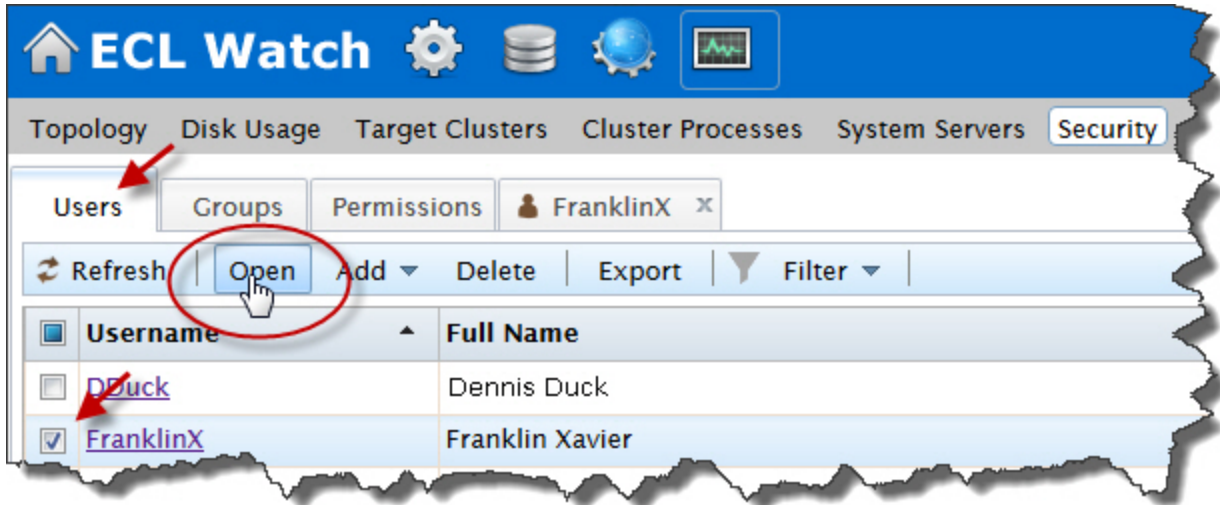 ECL Watch
Topology Disk Usage Target Clusters Cluster Processes System Servers Security
Users Groups Permissions FranklinX x
Refresh Open Add Delete Export Filter
Username Full Name
DDuck Dennis Duck
FranklinX Franklin Xavier